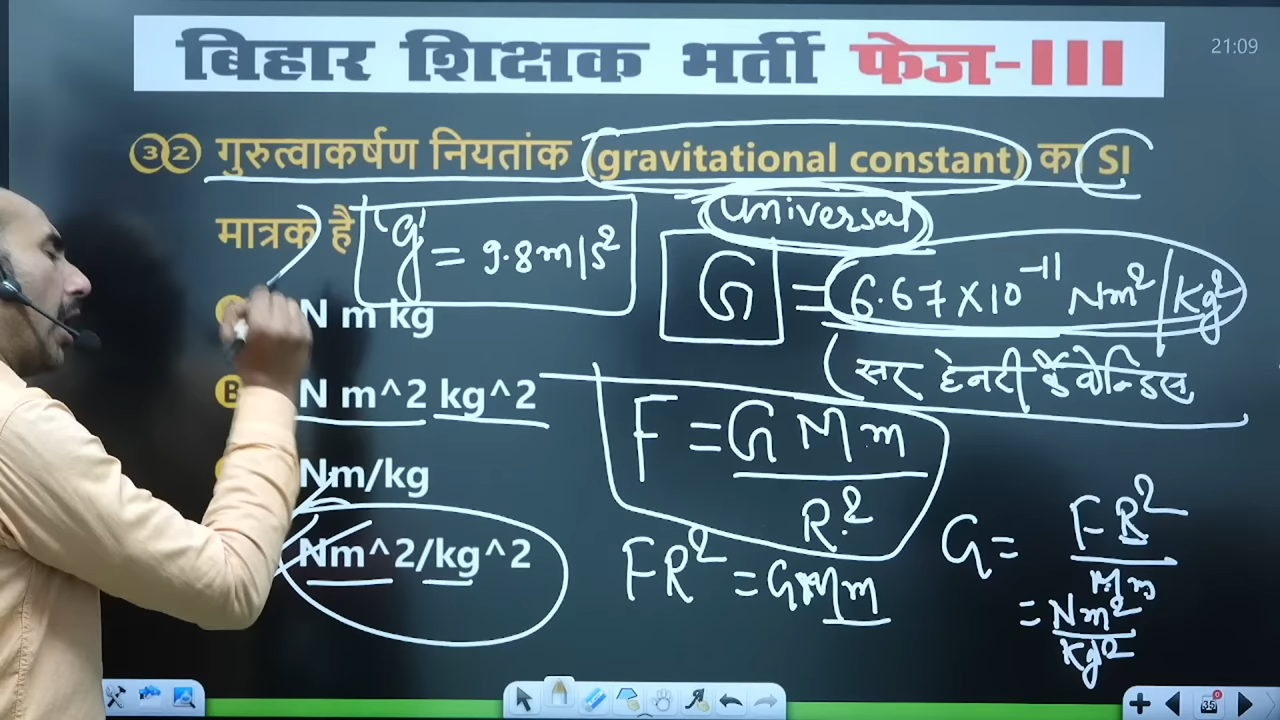 बिहार शिक्षक भर्ती फेज-III
21:09
32 गुरुत्वाकर्षण नियतांक (gravitational constant) का SI
universal
मात्रक है
'g' = 9.8m/s²
G = 6.67×10⁻¹¹ Nm²/Kg²
N m kg
B N m^2 kg^2
Nm/kg
Nm^2/kg^2
(सर हेनरी कैवेन्डिस
F = G M m / R²
FR² = GMm
G = FR² / Mm
= Nm² / Kg²
35